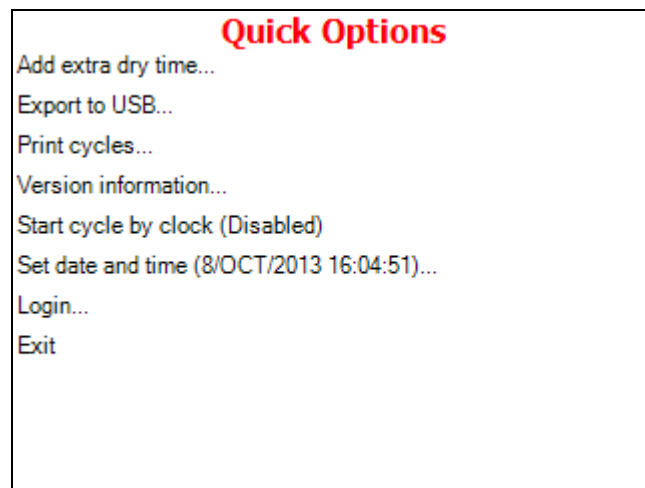 Quick Options
Add extra dry time...
Export to USB...
Print cycles...
Version information...
Start cycle by clock (Disabled)
Set date and time (8/OCT/2013 16:04:51)...
Login...
Exit